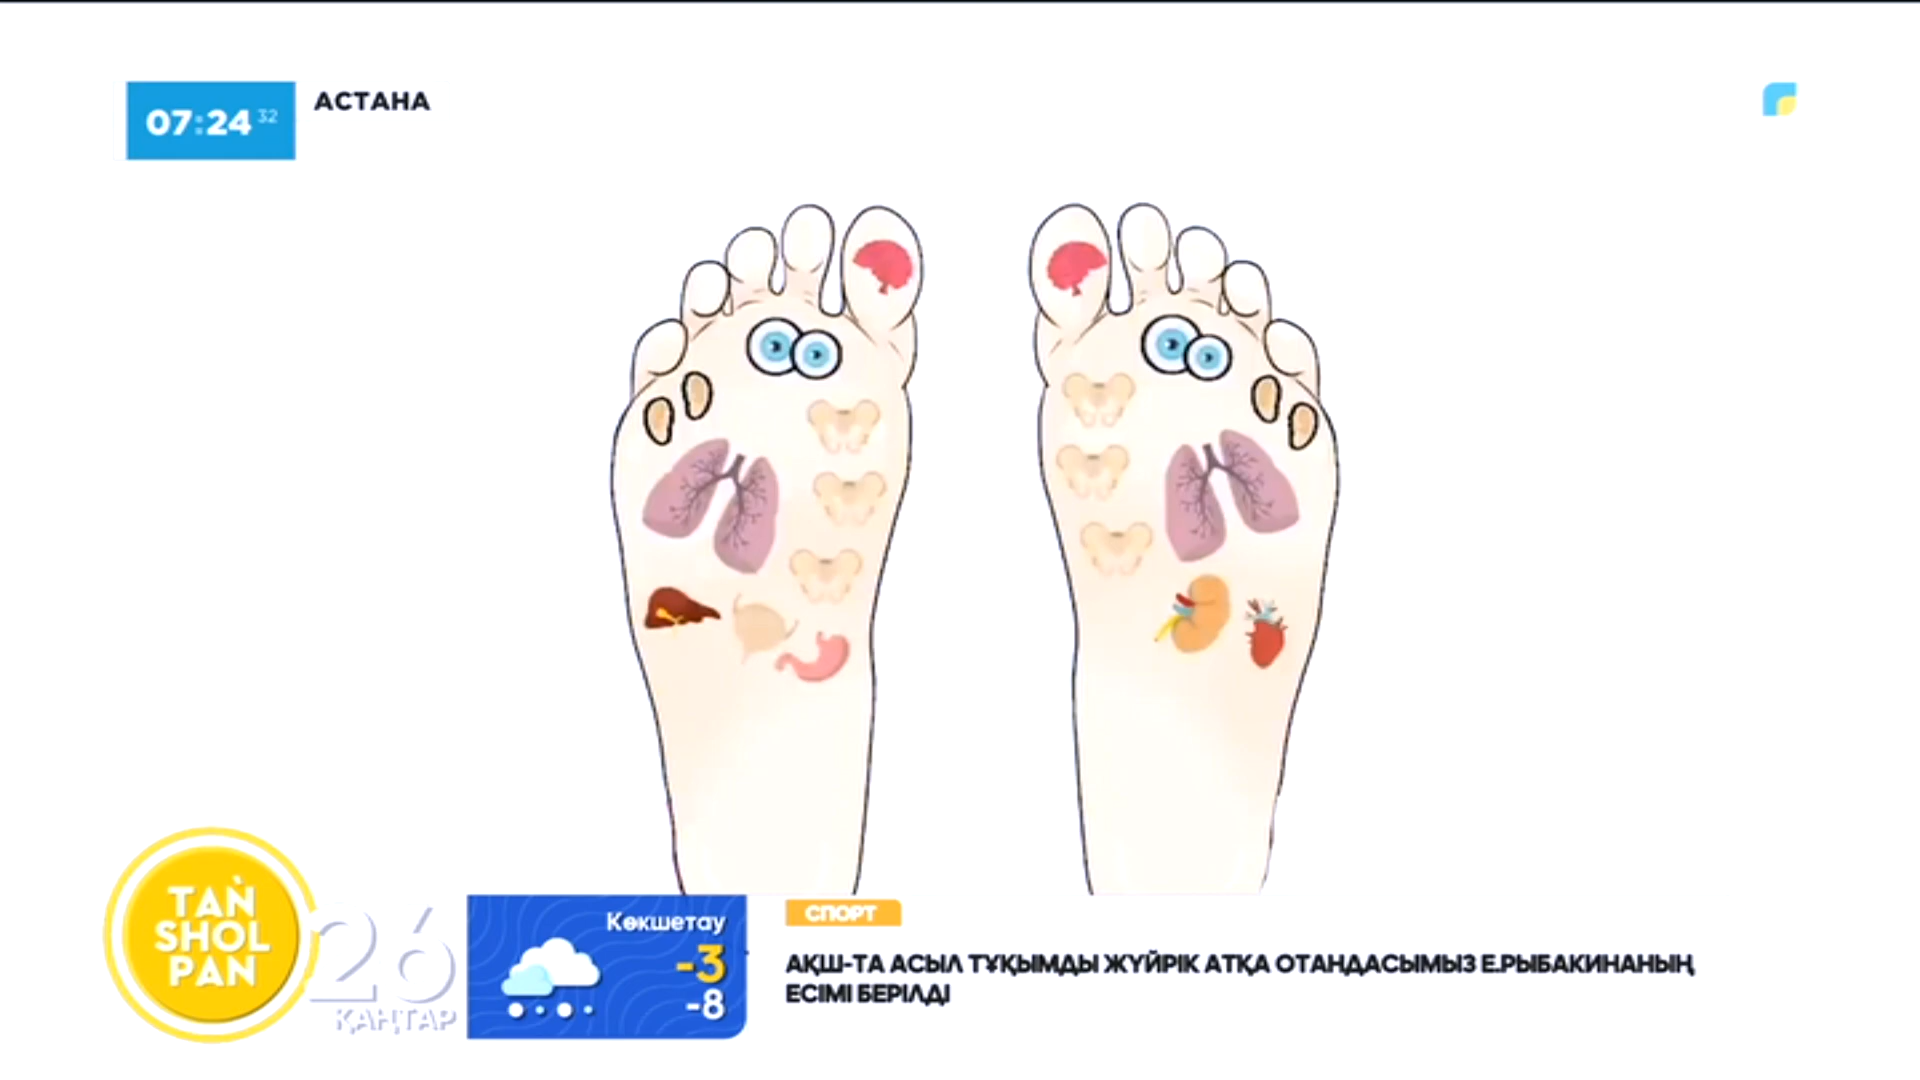 07:24 32
АСТАНА
TAŃ
SHOL
PAN
26
ҚАҢТАР
Көкшетау
-3
-8
СПОРТ
АҚШ-ТА АСЫЛ ТҰҚЫМДЫ ЖҮЙРІК АТҚА ОТАНДАСЫМЫЗ Е.РЫБАКИНАНЫҢ
ЕСІМІ БЕРІЛДІ